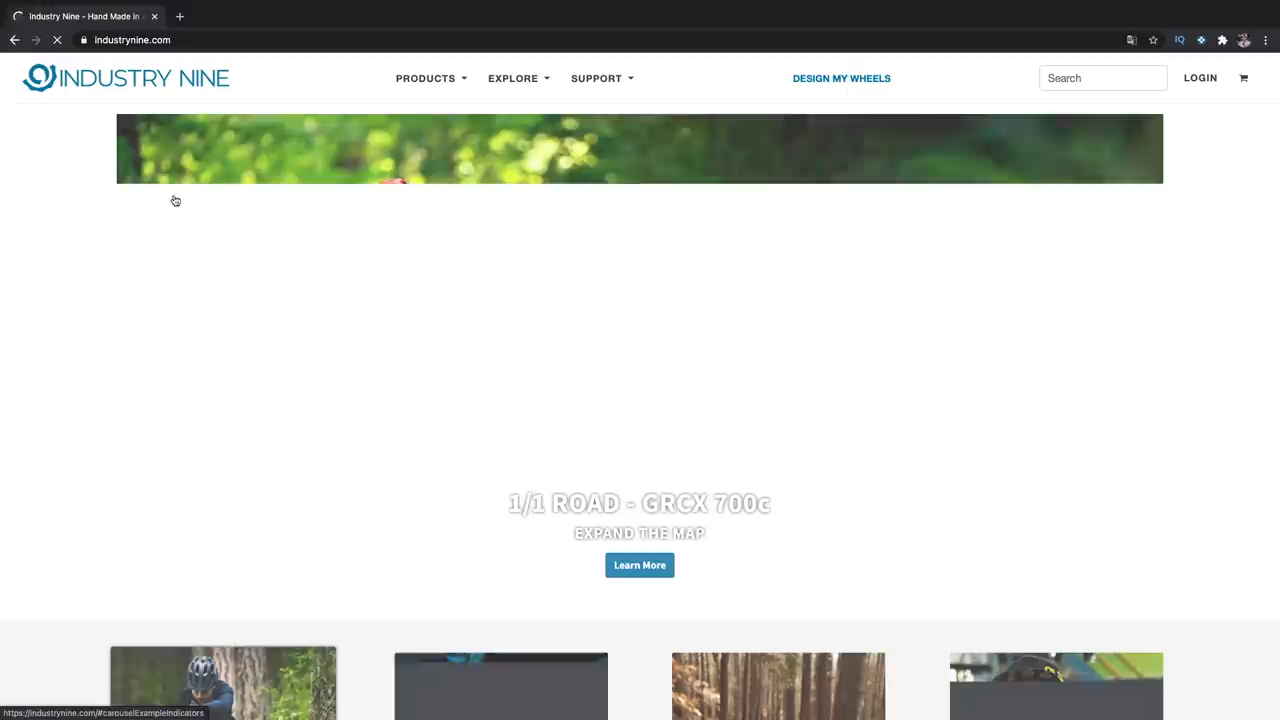 Industry Nine - Hand Made in
industrynine.com
IQ
INDUSTRY NINE
PRODUCTS
EXPLORE
SUPPORT
DESIGN MY WHEELS
Search
LOGIN
1/1 ROAD - GRCX 700c
EXPAND THE MAP
Learn More
https://industrynine.com/#carouselExampleIndicators